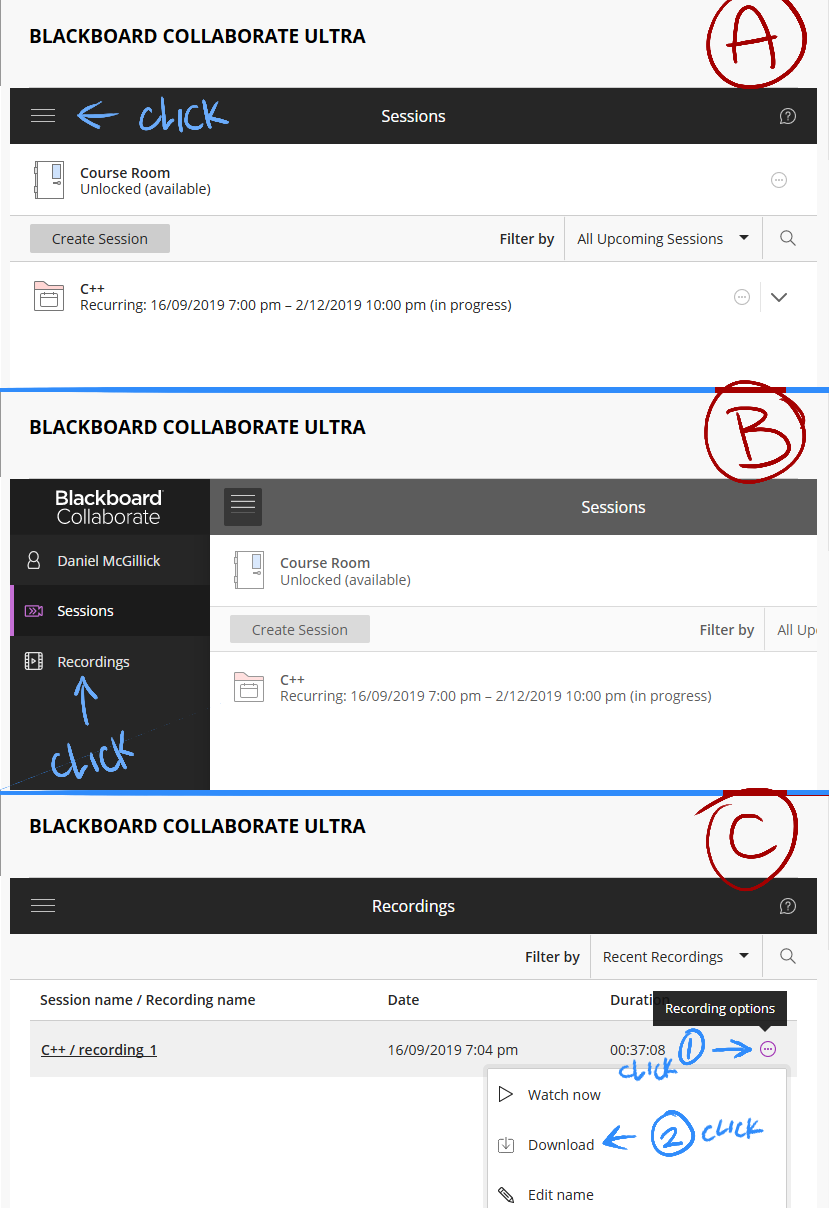 BLACKBOARD COLLABORATE ULTRA
A
← CLICK
Sessions
Course Room
Unlocked (available)
Create Session
Filter by
All Upcoming Sessions
C++
Recurring: 16/09/2019 7:00 pm – 2/12/2019 10:00 pm (in progress)
BLACKBOARD COLLABORATE ULTRA
B
Blackboard
Collaborate
Sessions
Daniel McGillick
Course Room
Unlocked (available)
Sessions
Create Session
Filter by
All Up
Recordings
C++
Recurring: 16/09/2019 7:00 pm – 2/12/2019 10:00 pm (in progress)
CLICK
BLACKBOARD COLLABORATE ULTRA
C
Recordings
Filter by
Recent Recordings
Session name / Recording name
Date
Duration
Recording options
C++ / recording_1
16/09/2019 7:04 pm
00:37:08
1 →
CLICK
Watch now
Download
← 2 CLICK
Edit name